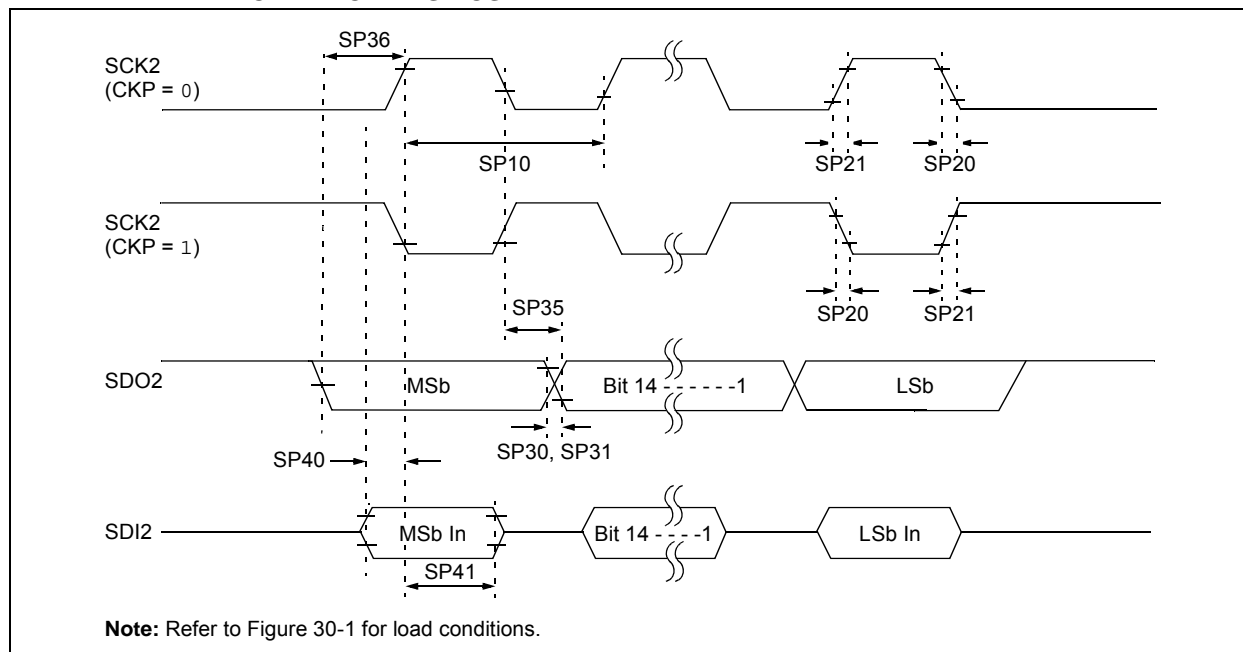 SP36
SCK2
(CKP = 0)
SP10
SP21
SP20
SCK2
(CKP = 1)
SP35
SP20
SP21
SDO2
MSb
Bit 14 - - - - - - -1
LSb
SP30, SP31
SP40
SDI2
MSb In
Bit 14 - - - -1
LSb In
SP41
Note: Refer to Figure 30-1 for load conditions.